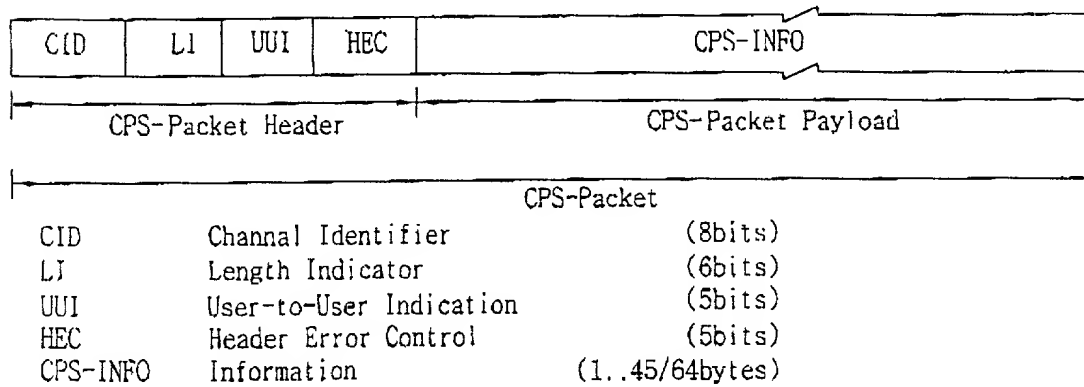 CID LI UUI HEC CPS-INFO
CPS-Packet Header CPS-Packet Payload
CPS-Packet
CID Channal Identifier (8bits)
LI Length Indicator (6bits)
UUI User-to-User Indication (5bits)
HEC Header Error Control (5bits)
CPS-INFO Information (1..45/64bytes)